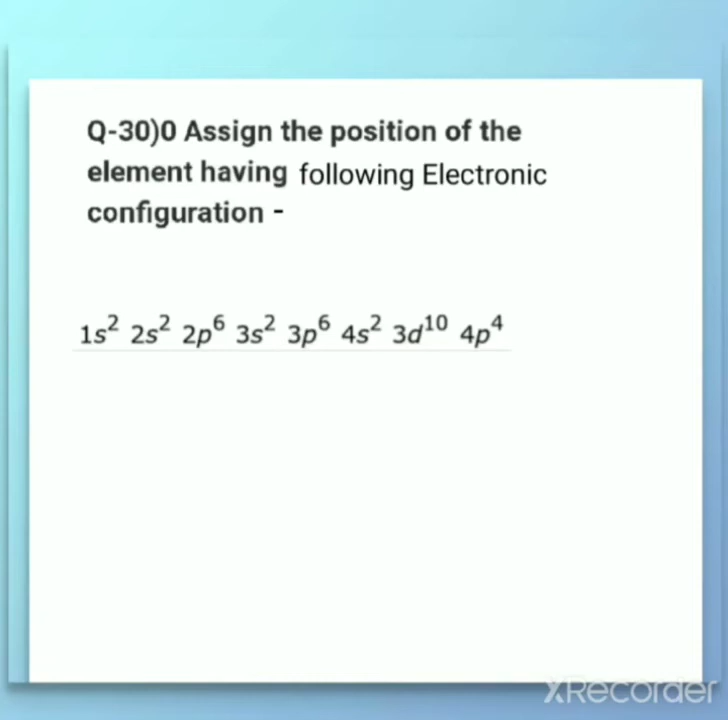 Q-30)0 Assign the position of the
element having following Electronic
configuration -
1s² 2s² 2p⁶ 3s² 3p⁶ 4s² 3d¹⁰ 4p⁴
XRecorder